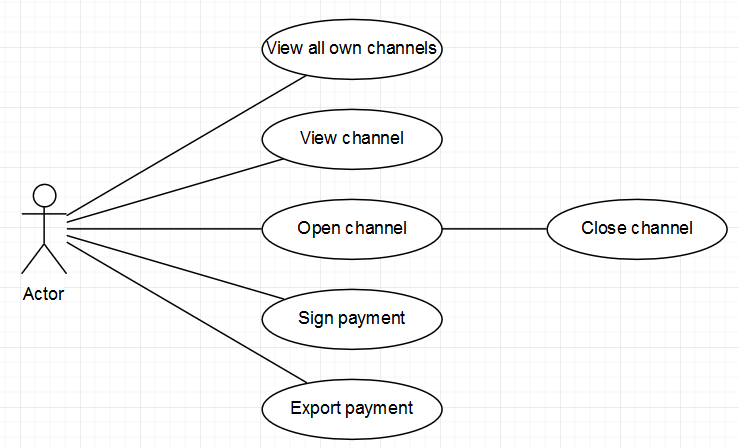 View all own channels
View channel
Open channel
Close channel
Sign payment
Export payment
Actor